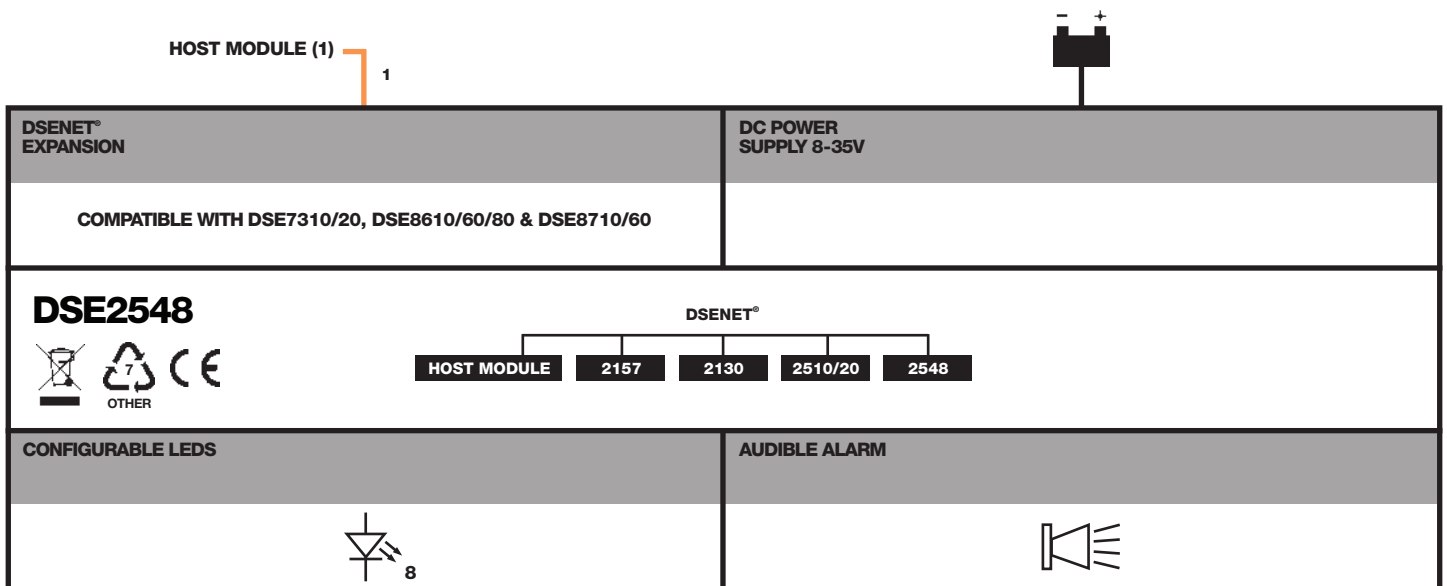 HOST MODULE (1)
1
- +
DSENET®
EXPANSION
DC POWER
SUPPLY 8-35V
COMPATIBLE WITH DSE7310/20, DSE8610/60/80 & DSE8710/60
DSE2548
7
OTHER
CE
DSENET®
HOST MODULE
2157
2130
2510/20
2548
CONFIGURABLE LEDS
AUDIBLE ALARM
8